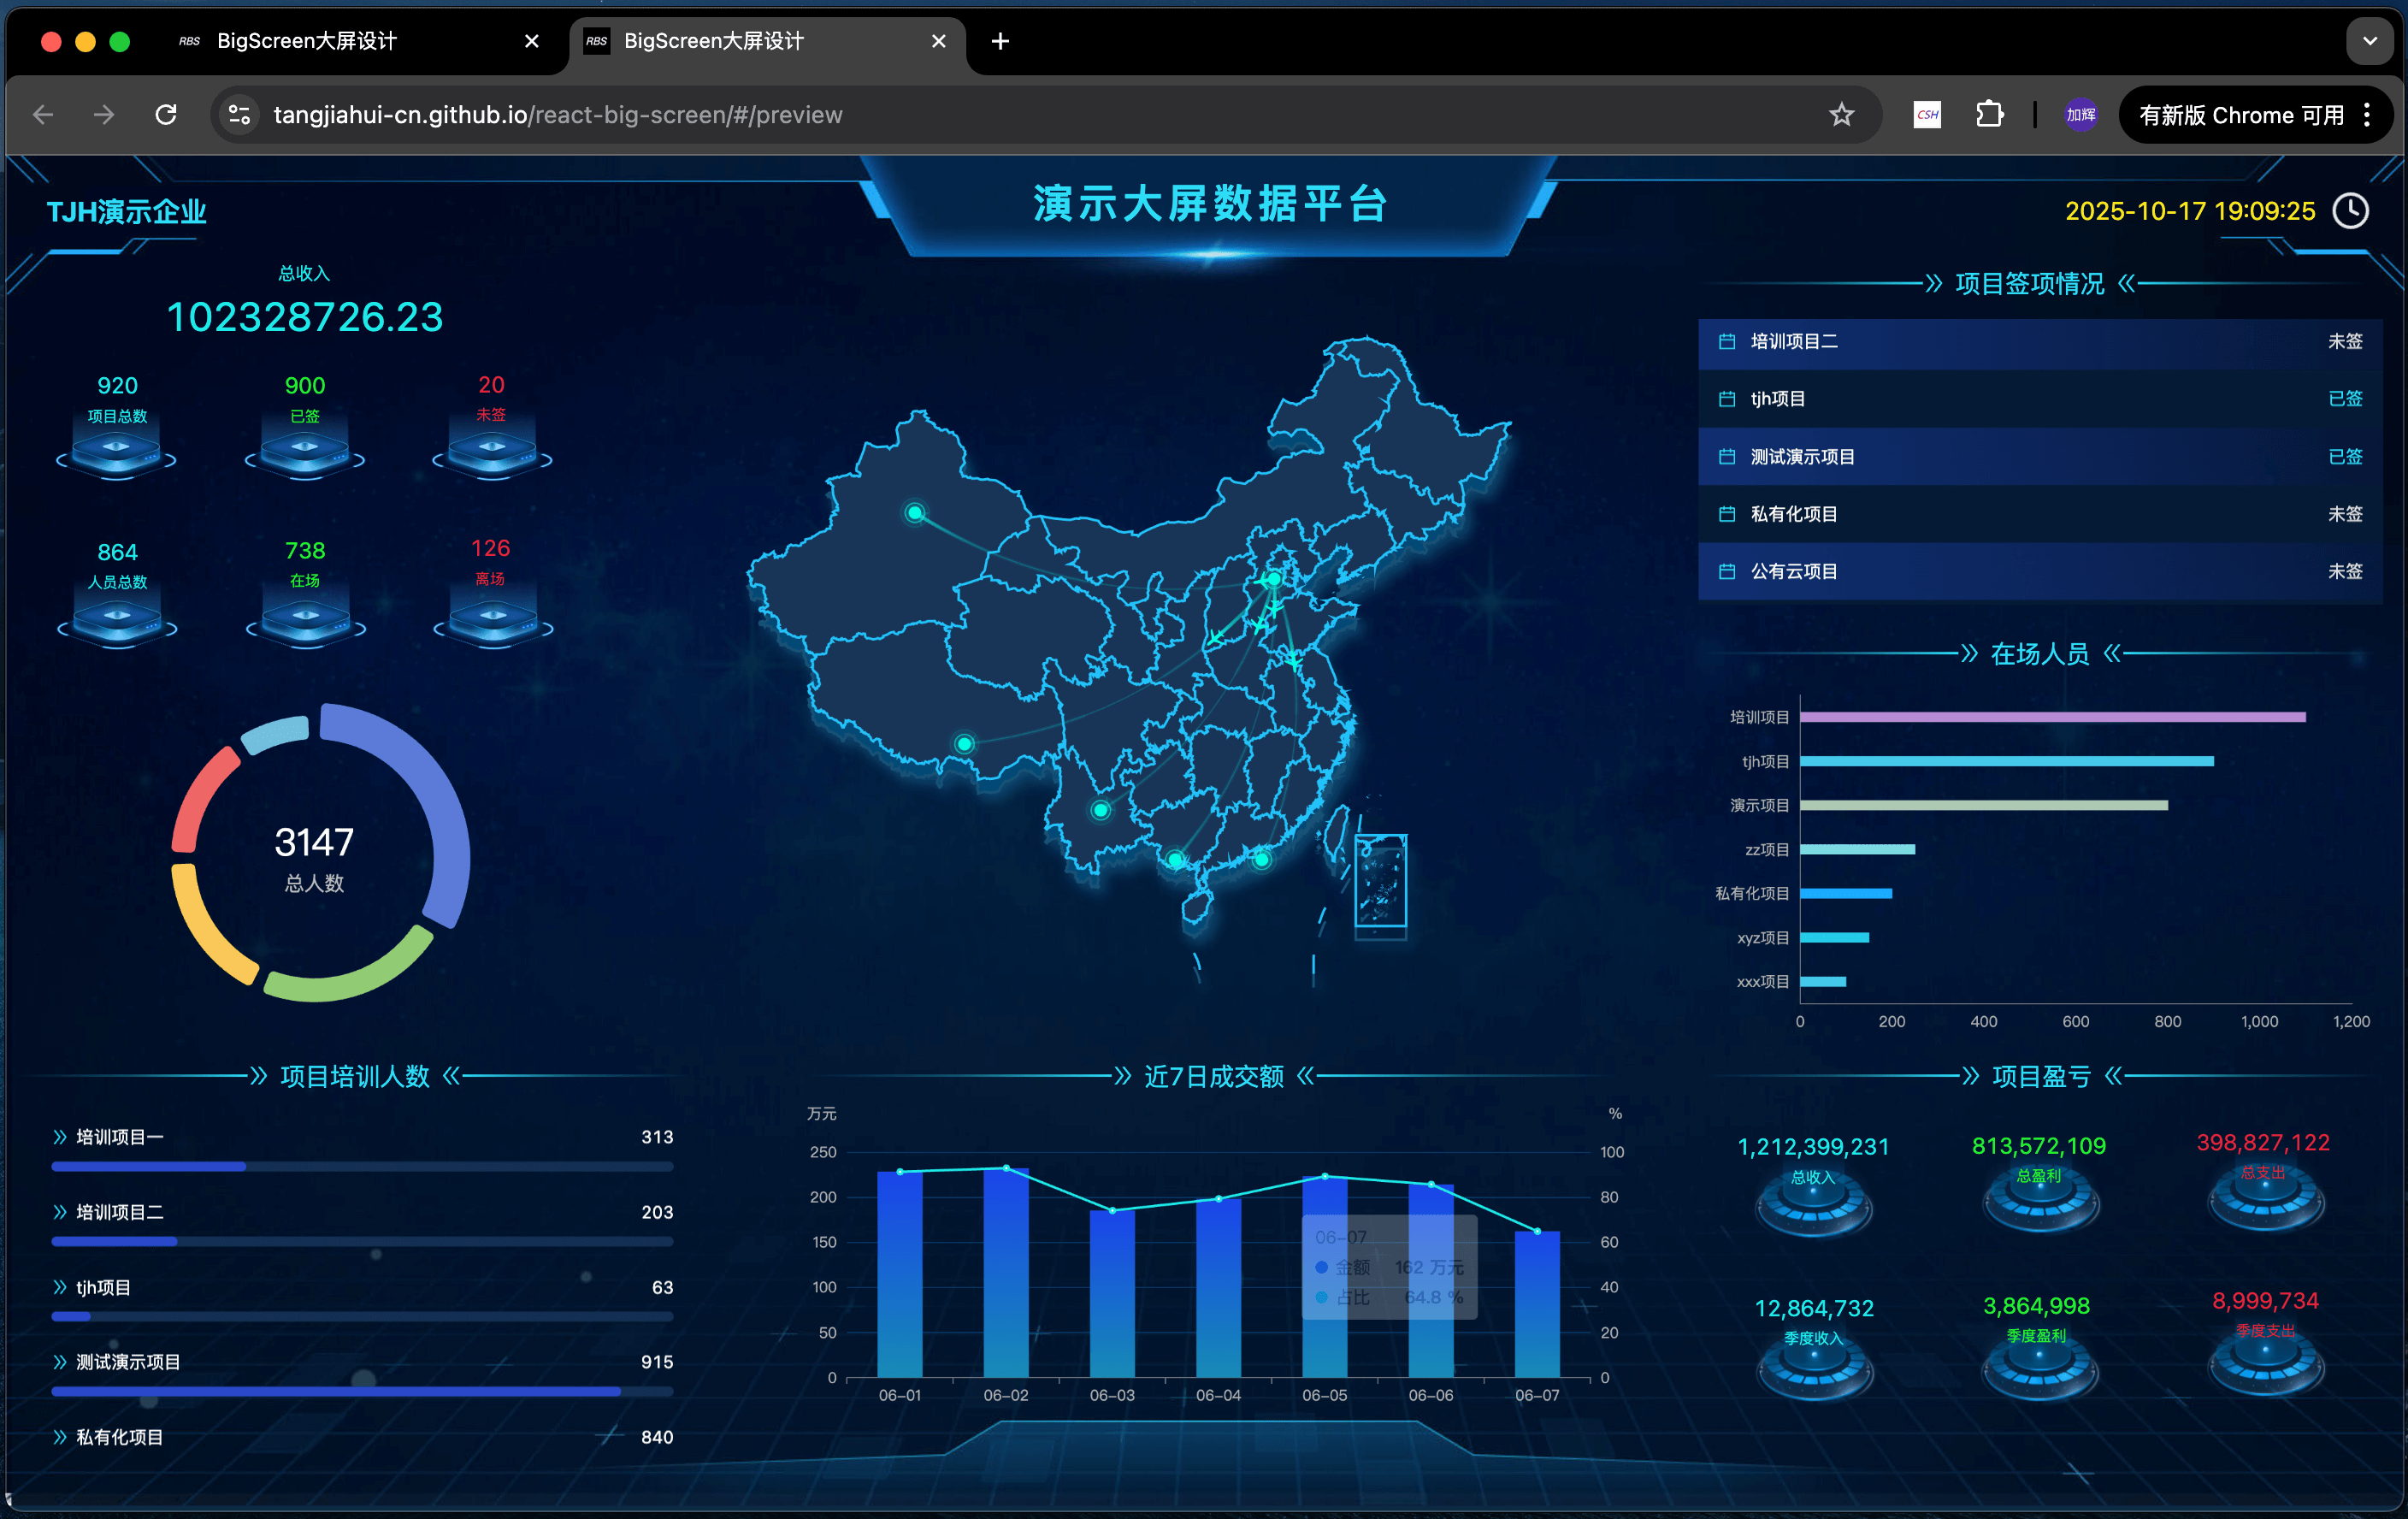 RBS BigScreen大屏设计
RBS BigScreen大屏设计
tangjiahui-cn.github.io/react-big-screen/#/preview
CSH
加辉
有新版 Chrome 可用
TJH演示企业
演示大屏数据平台
2025-10-17 19:09:25
总收入
102328726.23
920
项目总数
900
已签
20
未签
864
人员总数
738
在场
126
离场
3147
总人数
项目培训人数
培训项目一 313
培训项目二 203
tjh项目 63
测试演示项目 915
私有化项目 840
近7日成交额
万元 %
250 100
200 80
150 60
100 40
50 20
0 0
06-01 06-02 06-03 06-04 06-05 06-06 06-07
06-07
金额 162 万元
占比 64.8 %
项目签项情况
培训项目二 未签
tjh项目 已签
测试演示项目 已签
私有化项目 未签
公有云项目 未签
在场人员
培训项目
tjh项目
演示项目
zz项目
私有化项目
xyz项目
xxx项目
0 200 400 600 800 1,000 1,200
项目盈亏
1,212,399,231
总收入
813,572,109
总盈利
398,827,122
总支出
12,864,732
季度收入
3,864,998
季度盈利
8,999,734
季度支出